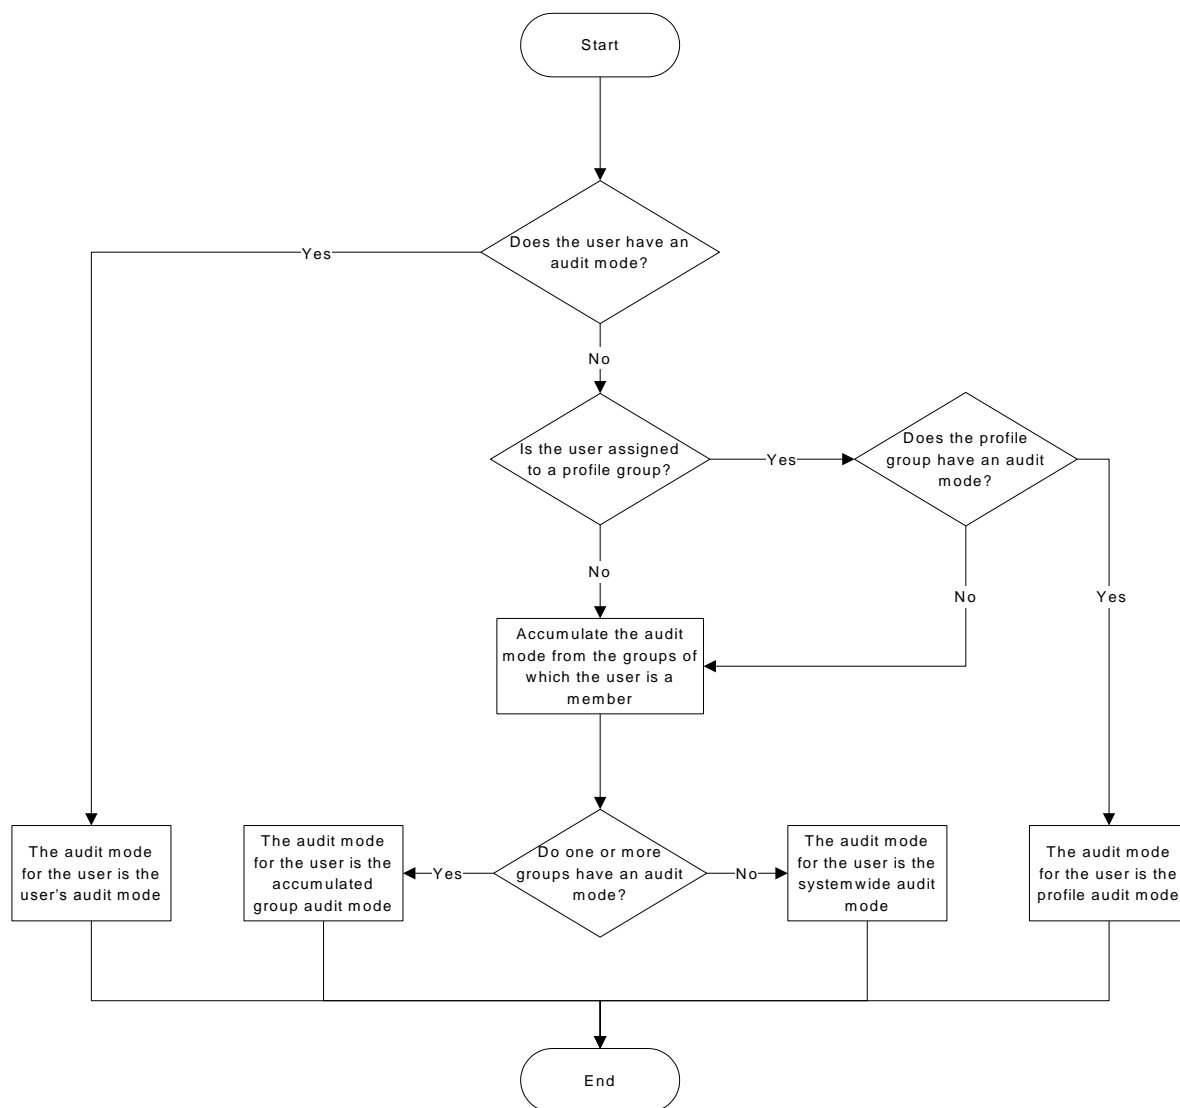 Start
Does the user have an
audit mode?
Yes
No
Is the user assigned
to a profile group?
Yes
Does the profile
group have an audit
mode?
No
No
Yes
Accumulate the audit
mode from the groups of
which the user is a
member
The audit mode
for the user is the
user's audit mode
The audit mode
for the user is the
accumulated
group audit mode
Yes
Do one or more
groups have an audit
mode?
No
The audit mode
for the user is the
systemwide audit
mode
The audit mode
for the user is the
profile audit mode
End